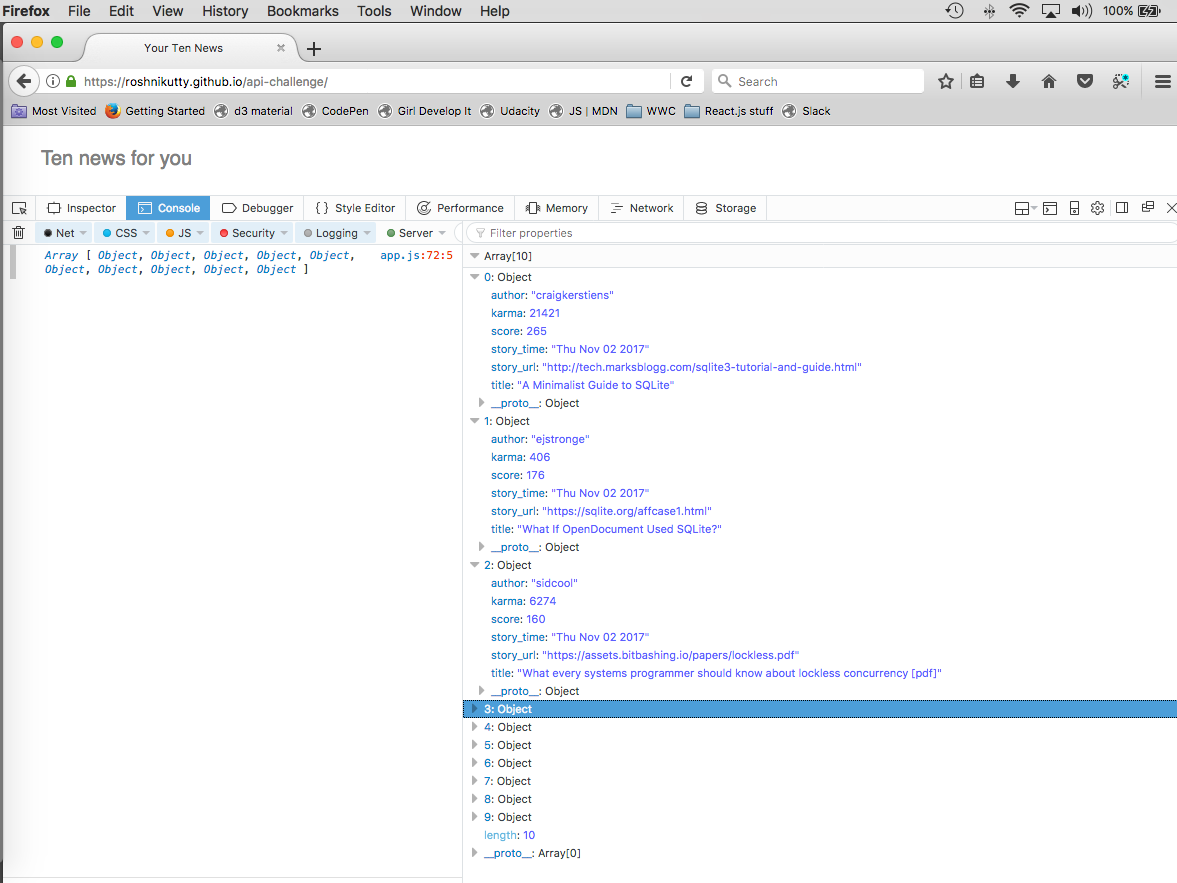 Firefox File Edit View History Bookmarks Tools Window Help 100%
Your Ten News
https://roshnikutty.github.io/api-challenge/ Search
Most Visited Getting Started d3 material CodePen Girl Develop It Udacity JS | MDN WWC React.js stuff Slack
Ten news for you
Inspector Console Debugger { } Style Editor Performance Memory Network Storage
Net CSS JS Security Logging Server Filter properties
Array [ Object, Object, Object, Object, Object, app.js:72:5
Object, Object, Object, Object, Object ]
Array[10]
0: Object
author: "craigkerstiens"
karma: 21421
score: 265
story_time: "Thu Nov 02 2017"
story_url: "http://tech.marksblogg.com/sqlite3-tutorial-and-guide.html"
title: "A Minimalist Guide to SQLite"
__proto__: Object
1: Object
author: "ejstronge"
karma: 406
score: 176
story_time: "Thu Nov 02 2017"
story_url: "https://sqlite.org/affcase1.html"
title: "What If OpenDocument Used SQLite?"
__proto__: Object
2: Object
author: "sidcool"
karma: 6274
score: 160
story_time: "Thu Nov 02 2017"
story_url: "https://assets.bitbashing.io/papers/lockless.pdf"
title: "What every systems programmer should know about lockless concurrency [pdf]"
__proto__: Object
3: Object
4: Object
5: Object
6: Object
7: Object
8: Object
9: Object
length: 10
__proto__: Array[0]